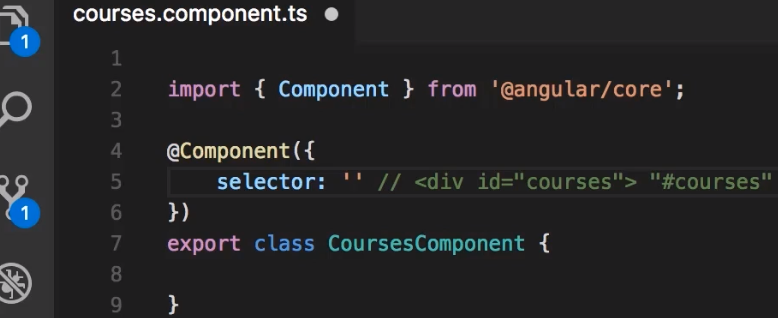 courses.component.ts
1
1
2 import { Component } from '@angular/core';
3
4 @Component({
5 selector: '' // <div id="courses"> "#courses"
1
6 })
7 export class CoursesComponent {
8
9 }